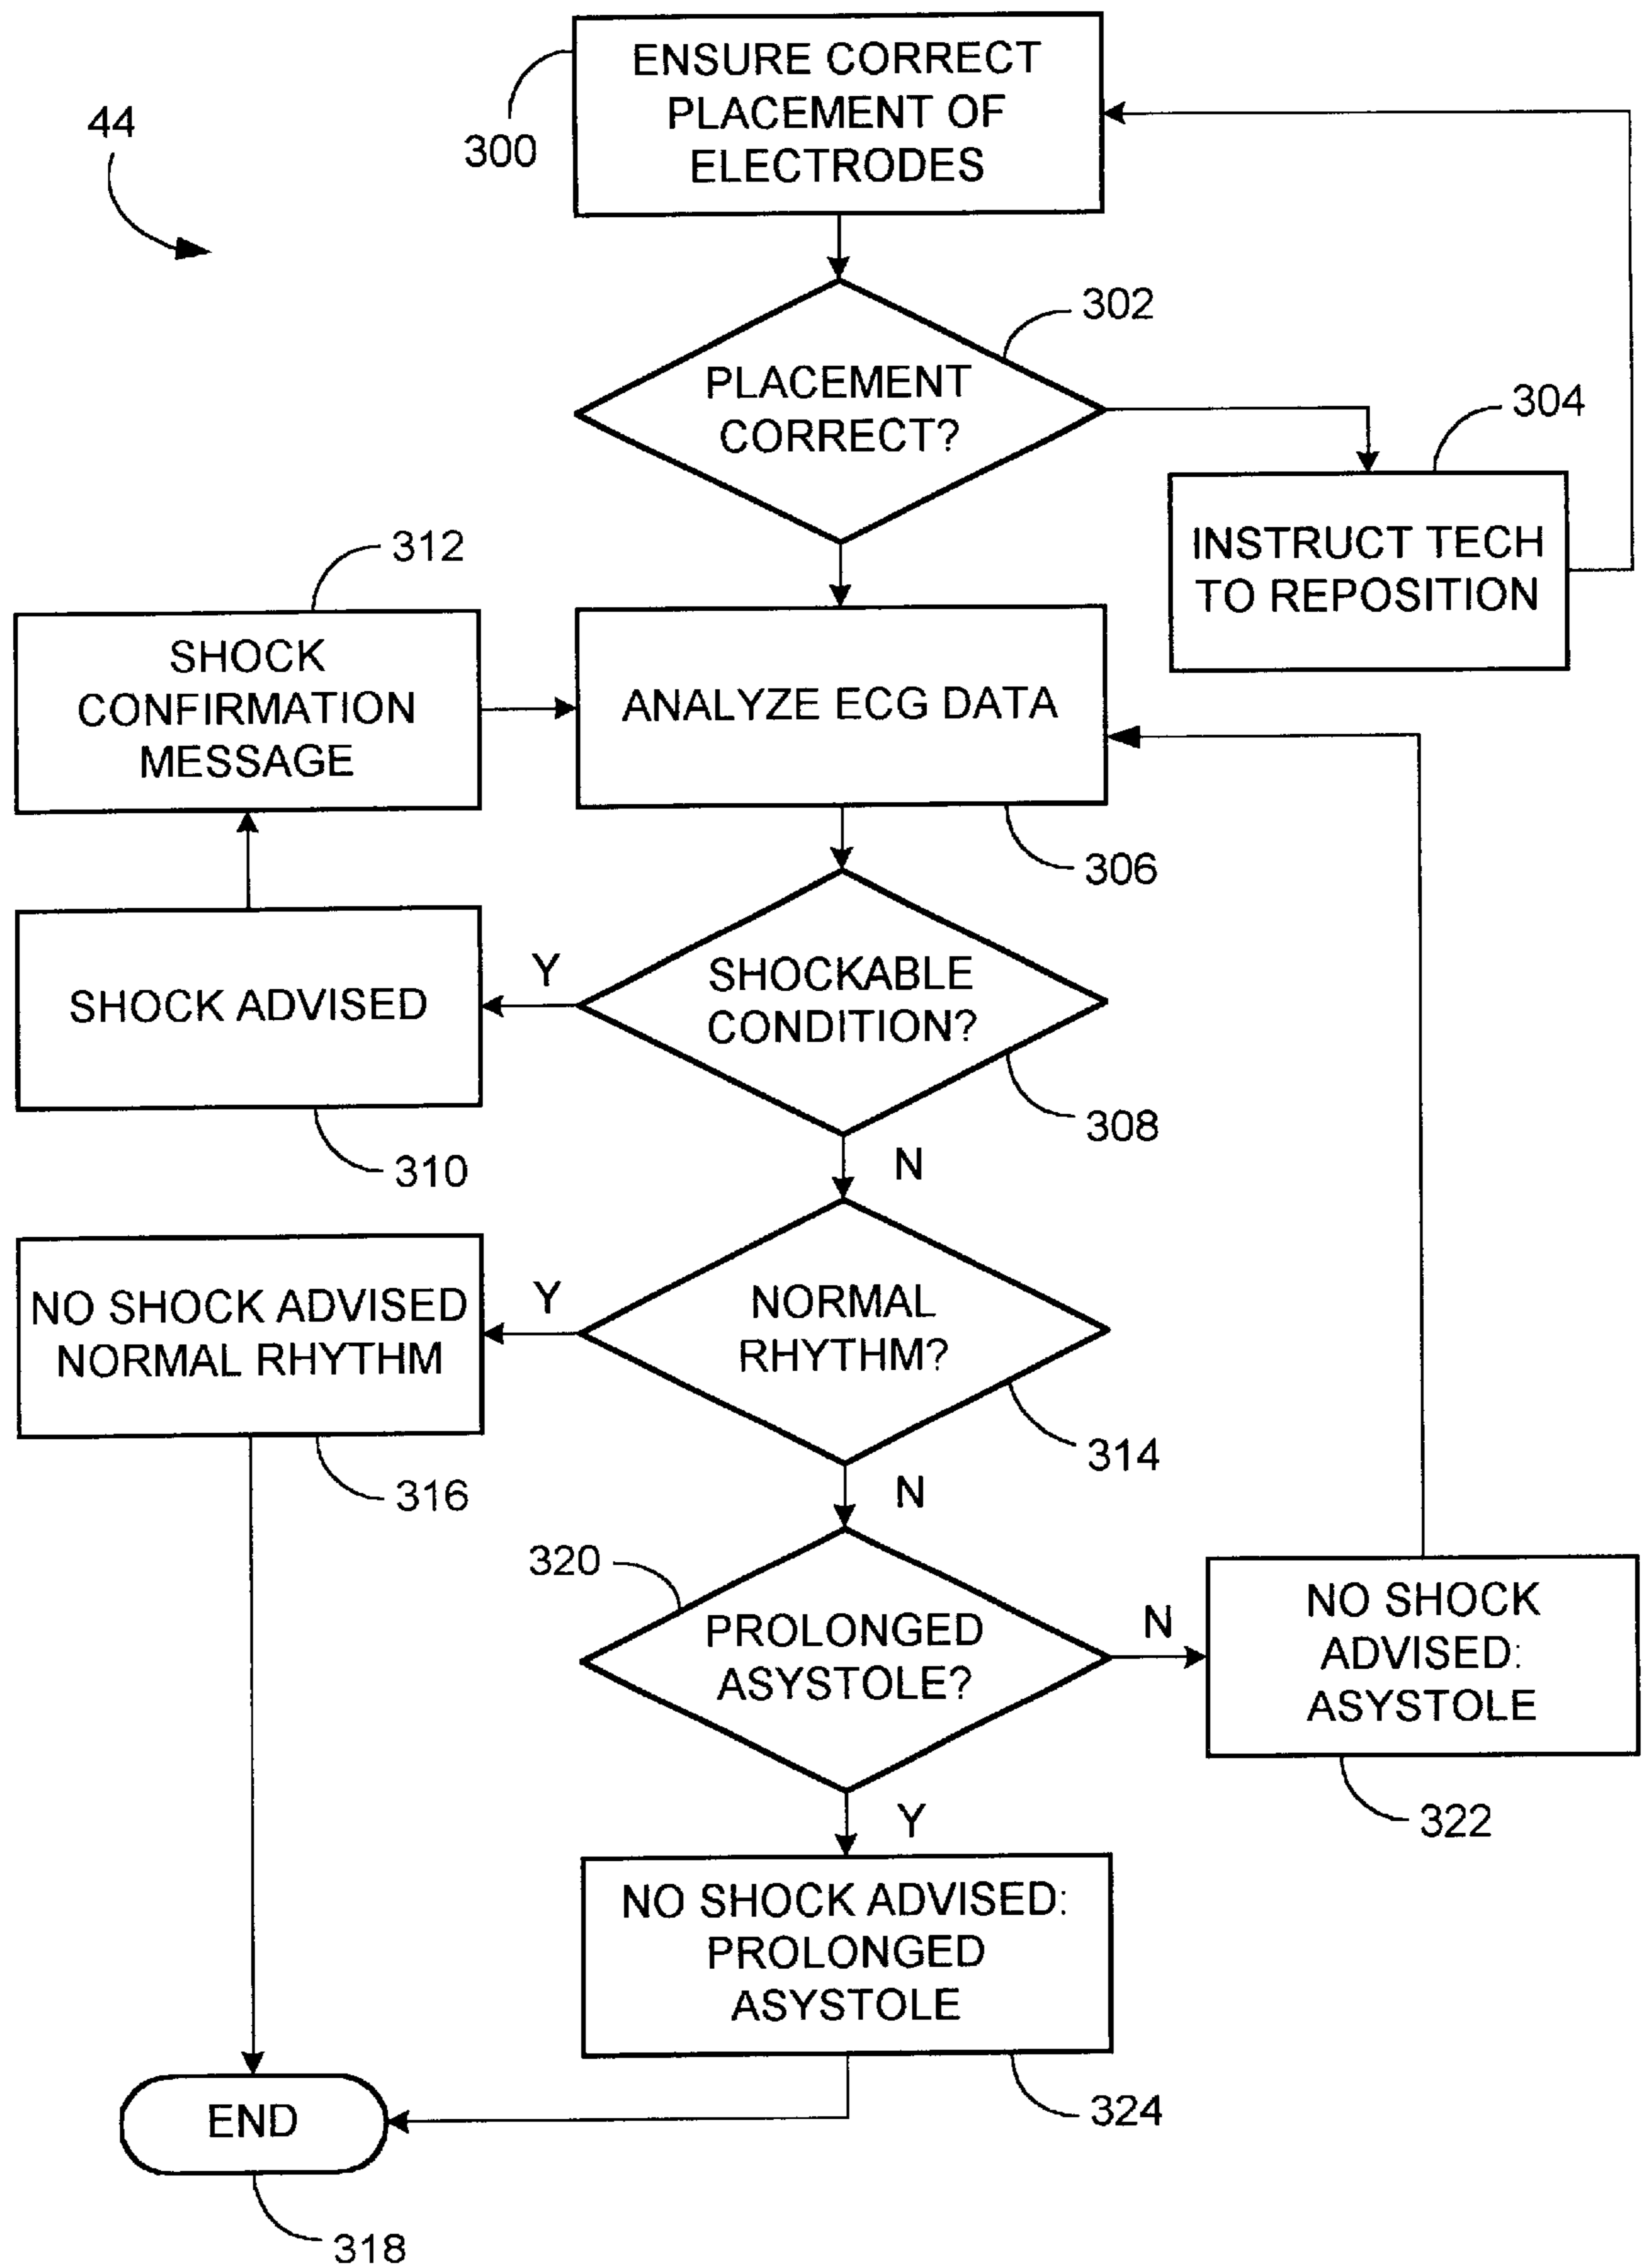 ENSURE CORRECT
PLACEMENT OF
ELECTRODES
300
44
302
PLACEMENT
CORRECT?
304
INSTRUCT TECH
TO REPOSITION
312
SHOCK
CONFIRMATION
MESSAGE
ANALYZE ECG DATA
306
SHOCK ADVISED
310
Y
SHOCKABLE
CONDITION?
308
N
NO SHOCK ADVISED
NORMAL RHYTHM
316
Y
NORMAL
RHYTHM?
314
N
320
PROLONGED
ASYSTOLE?
N
NO SHOCK
ADVISED:
ASYSTOLE
322
Y
NO SHOCK ADVISED:
PROLONGED
ASYSTOLE
324
END
318